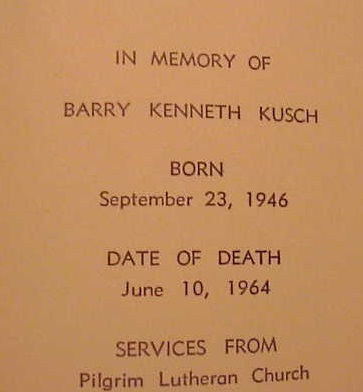 IN MEMORY OF
BARRY KENNETH KUSCH
BORN
September 23, 1946
DATE OF DEATH
June 10, 1964
SERVICES FROM
Pilgrim Lutheran Church